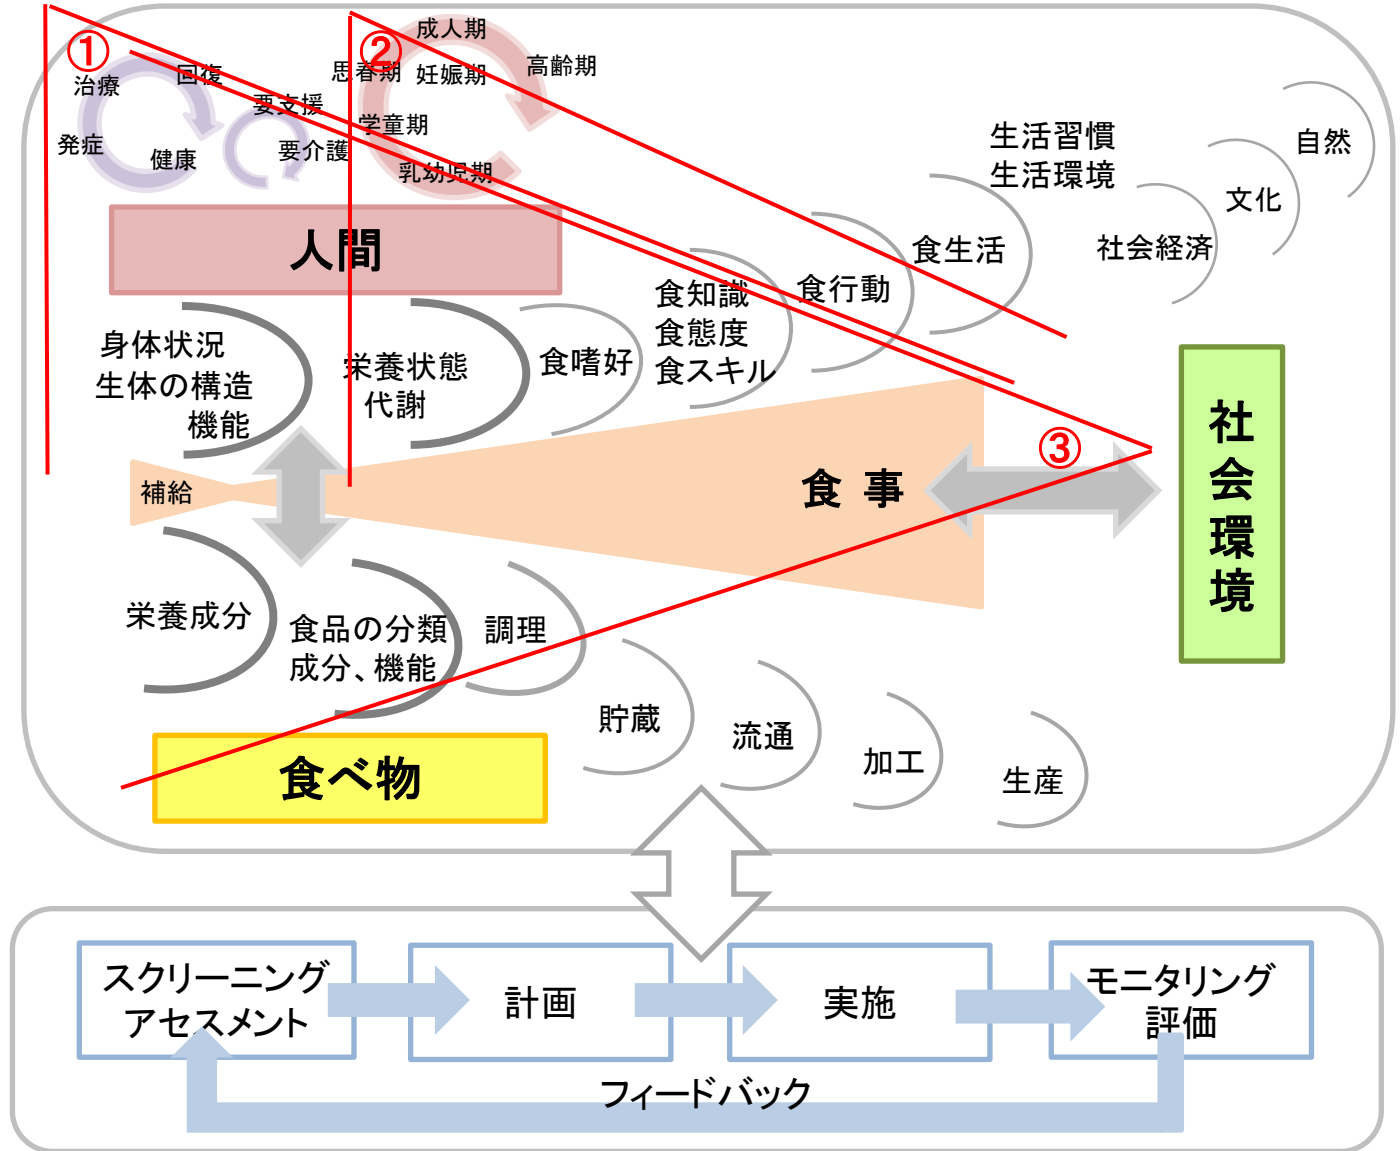 ①
②
治療
回復
発症
健康
要支援
要介護
成人期
思春期
妊娠期
高齢期
学童期
乳幼児期
生活習慣
生活環境
自然
文化
社会経済
人間
身体状況
生体の構造
機能
栄養状態
代謝
食嗜好
食知識
食態度
食スキル
食行動
食生活
③
補給
食 事
社会環境
栄養成分
食品の分類
成分、機能
調理
貯蔵
流通
加工
生産
食べ物
スクリーニング
アセスメント
計画
実施
モニタリング
評価
フィードバック